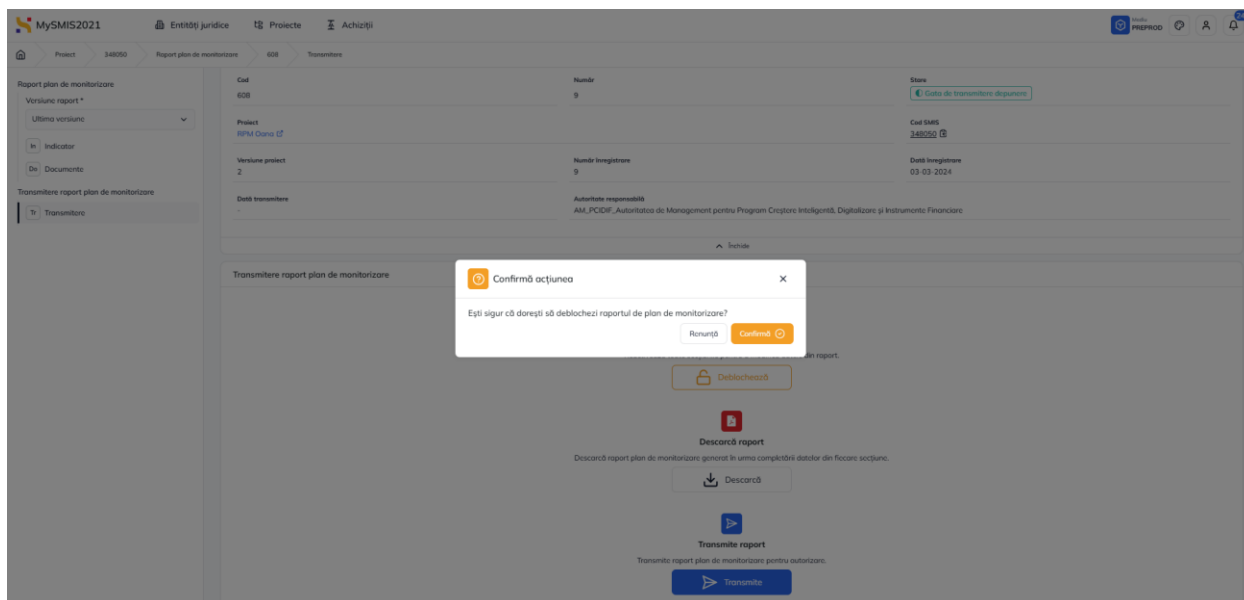 MySMIS2021
Entități juridice
Proiecte
Achiziții
Mediu
PREPROD
Proiect
348050
Raport plan de monitorizare
608
Transmitere
Raport plan de monitorizare
Versiune raport *
Ultima versiune
In Indicator
Do Documente
Transmitere raport plan de monitorizare
Tr Transmitere
Cod
608
Număr
9
Stare
Gata de transmitere depunere
Proiect
RPM Dana
Cod SMIS
348050
Versiune proiect
2
Număr înregistrare
9
Dată înregistrare
03-03-2024
Dată transmitere
-
Autoritate responsabilă
AM_PCIDIF_Autoritatea de Management pentru Program Creștere Inteligentă, Digitalizare și Instrumente Financiare
Închide
Transmitere raport plan de monitorizare
Confirmă acțiunea
Ești sigur că dorești să deblochezi raportul de plan de monitorizare?
Renunță
Confirmă
din raport.
Deblochează
Descarcă raport
Descarcă raport plan de monitorizare generat în urma completării datelor din fiecare secțiune.
Descarcă
Transmite raport
Transmite raport plan de monitorizare pentru autorizare.
Transmite